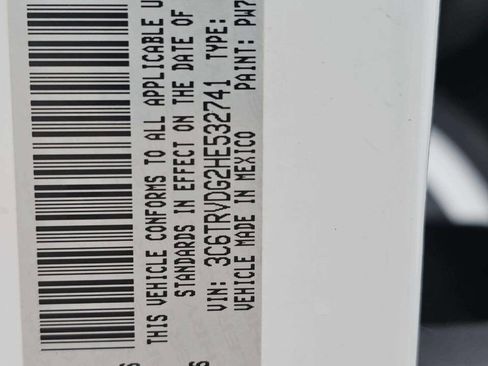 THIS VEHICLE CONFORMS TO ALL APPLICABLE U
STANDARDS IN EFFECT ON THE DATE OF
VIN: 3C6TRVDG2HE532741 TYPE:
VEHICLE MADE IN MEXICO PAINT: PW7